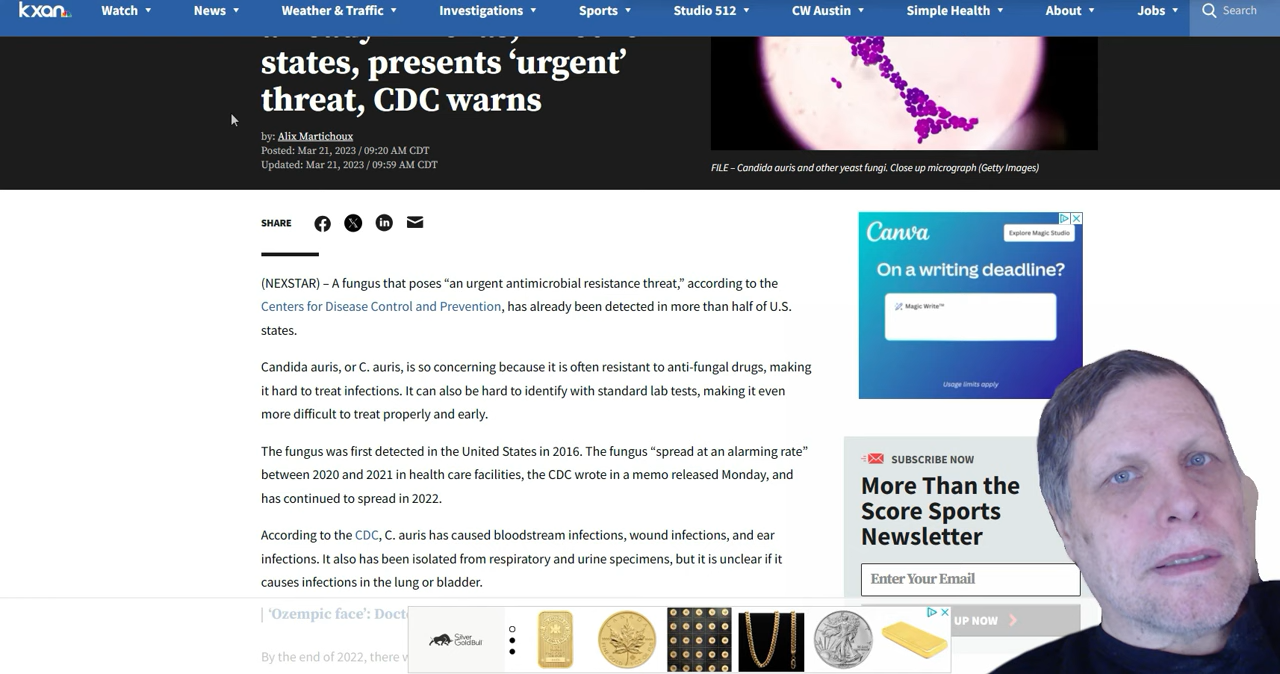 kxan
Watch
News
Weather & Traffic
Investigations
Sports
Studio 512
CW Austin
Simple Health
About
Jobs
Search
states, presents ‘urgent’
threat, CDC warns
by: Alix Martichoux
Posted: Mar 21, 2023 / 09:20 AM CDT
Updated: Mar 21, 2023 / 09:59 AM CDT
FILE – Candida auris and other yeast fungi. Close up micrograph (Getty Images)
SHARE
(NEXSTAR) – A fungus that poses “an urgent antimicrobial resistance threat,” according to the
Centers for Disease Control and Prevention, has already been detected in more than half of U.S.
states.
Candida auris, or C. auris, is so concerning because it is often resistant to anti-fungal drugs, making
it hard to treat infections. It can also be hard to identify with standard lab tests, making it even
more difficult to treat properly and early.
The fungus was first detected in the United States in 2016. The fungus “spread at an alarming rate”
between 2020 and 2021 in health care facilities, the CDC wrote in a memo released Monday, and
has continued to spread in 2022.
According to the CDC, C. auris has caused bloodstream infections, wound infections, and ear
infections. It also has been isolated from respiratory and urine specimens, but it is unclear if it
causes infections in the lung or bladder.
| ‘Ozempic face’:
By the end of 2022, there
Canva
Explore Magic Studio
On a writing deadline?
Magic Write™
Usage limits apply
SUBSCRIBE NOW
More Than the
Score Sports
Newsletter
Enter Your Email
UP NOW
Silver
Gold Bull